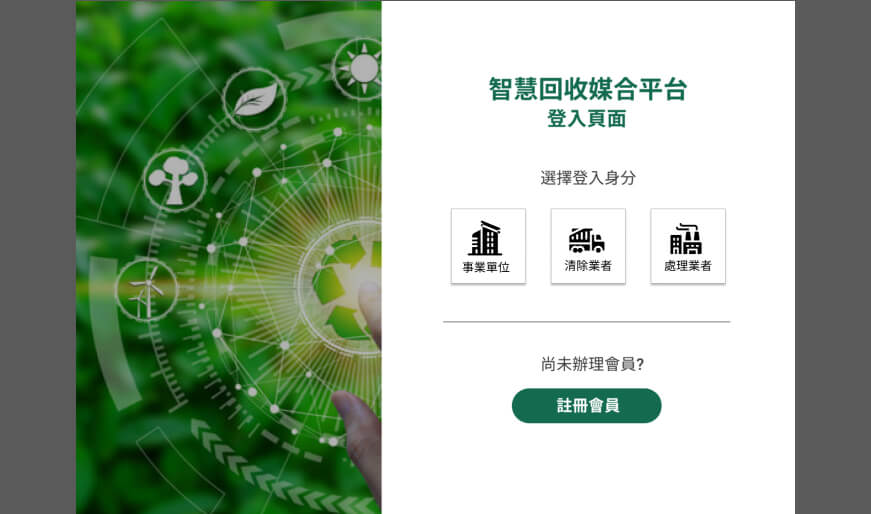 智慧回收媒合平台
登入頁面
選擇登入身分
事業單位
清除業者
處理業者
尚未辦理會員?
註冊會員